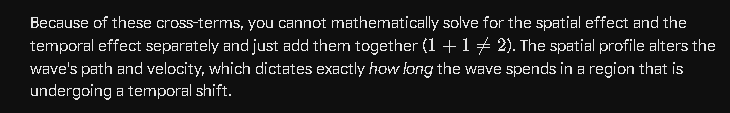 Because of these cross-terms, you cannot mathematically solve for the spatial effect and the
temporal effect separately and just add them together (1 + 1 ≠ 2). The spatial profile alters the
wave's path and velocity, which dictates exactly how long the wave spends in a region that is
undergoing a temporal shift.